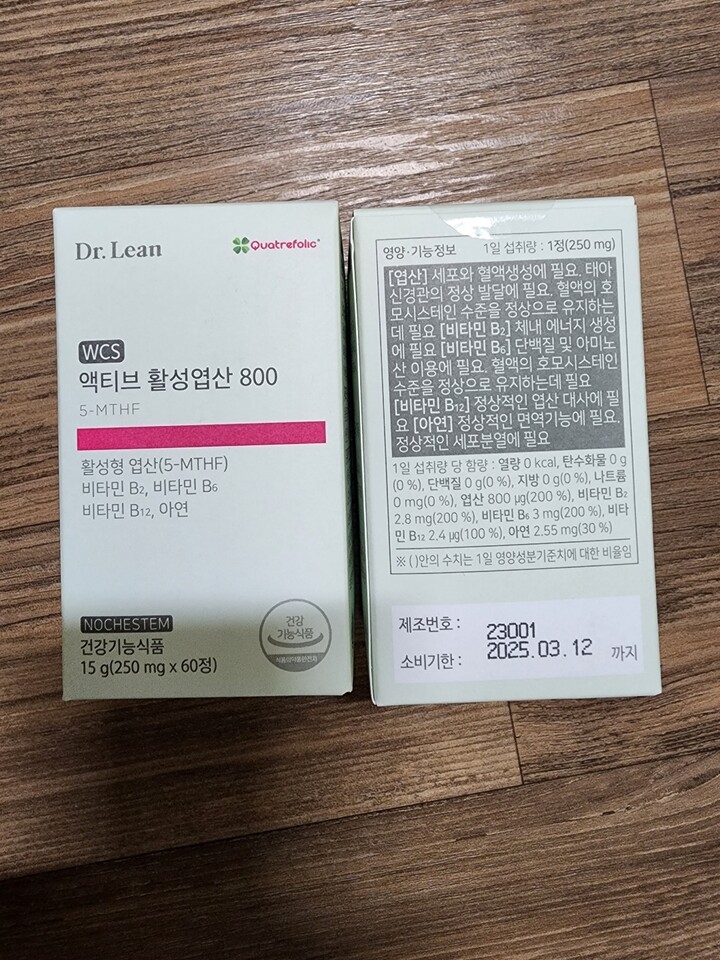 Dr. Lean
Quatrefolic®
WCS
액티브 활성엽산 800
5-MTHF
활성형 엽산(5-MTHF)
비타민 B₂, 비타민 B₆
비타민 B₁₂, 아연
NOCHESTEM
건강기능식품
15 g(250 mg x 60정)
건강
기능식품
식품의약품안전처
영양·기능정보 1일 섭취량 : 1정(250 mg)
[엽산] 세포와 혈액생성에 필요. 태아
신경관의 정상 발달에 필요. 혈액의 호
모시스테인 수준을 정상으로 유지하는
데 필요 [비타민 B₂] 체내 에너지 생성
에 필요 [비타민 B₆] 단백질 및 아미노
산 이용에 필요. 혈액의 호모시스테인
수준을 정상으로 유지하는데 필요
[비타민 B₁₂] 정상적인 엽산 대사에 필
요 [아연] 정상적인 면역기능에 필요.
정상적인 세포분열에 필요
1일 섭취량 당 함량 : 열량 0 kcal, 탄수화물 0 g
(0 %), 단백질 0 g(0 %), 지방 0 g(0 %), 나트륨
0 mg(0 %), 엽산 800 µg(200 %), 비타민 B₂
2.8 mg(200 %), 비타민 B₆ 3 mg(200 %), 비타
민 B₁₂ 2.4 µg(100 %), 아연 2.55 mg(30 %)
※ ( )안의 수치는 1일 영양성분기준치에 대한 비율임
제조번호 : 23001
소비기한 : 2025.03.12 까지